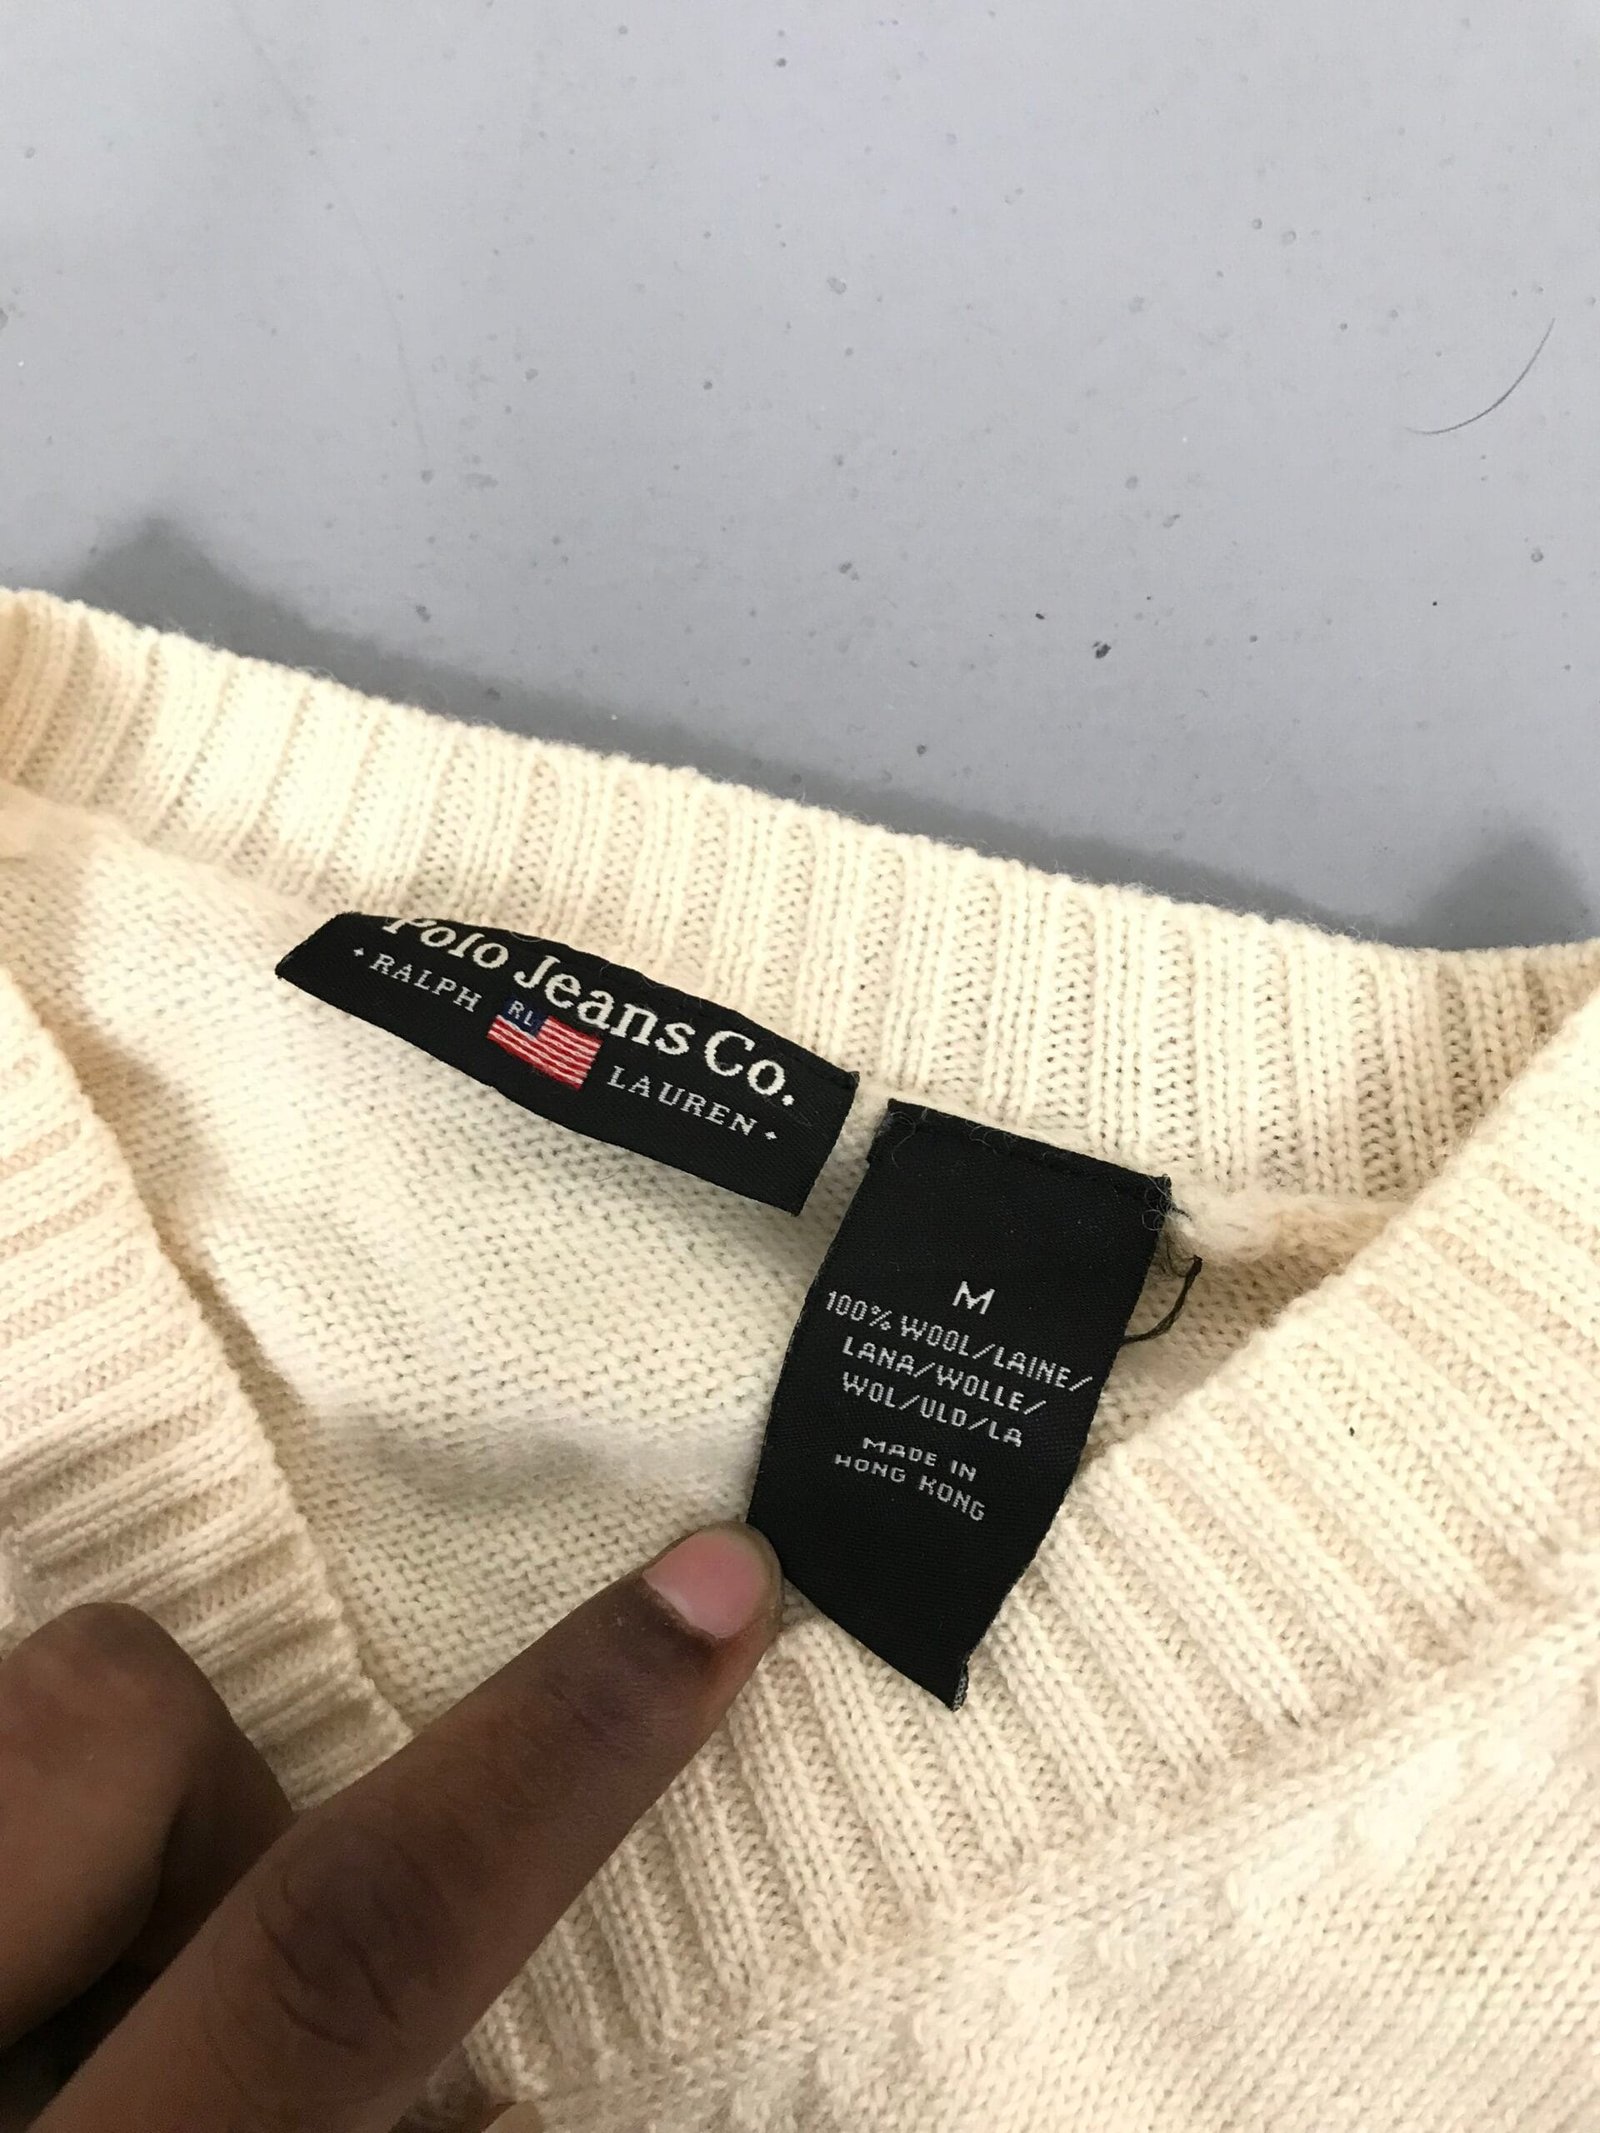 Polo Jeans Co.
RALPH RL LAUREN
M
100% WOOL/LAINE/
LANA/WOLLE/
WOL/ULD/LA
MADE IN
HONG KONG